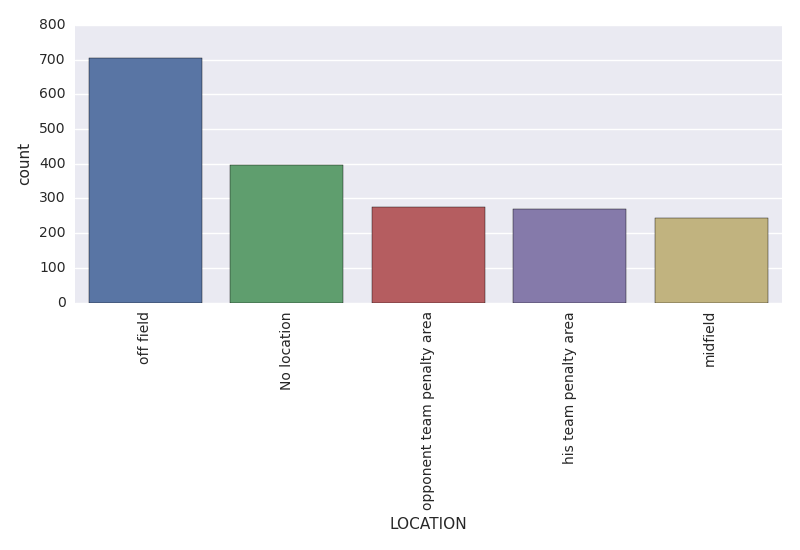 800
700
600
500
400
300
200
100
0
count
off field
No location
opponent team penalty area
his team penalty area
midfield
LOCATION